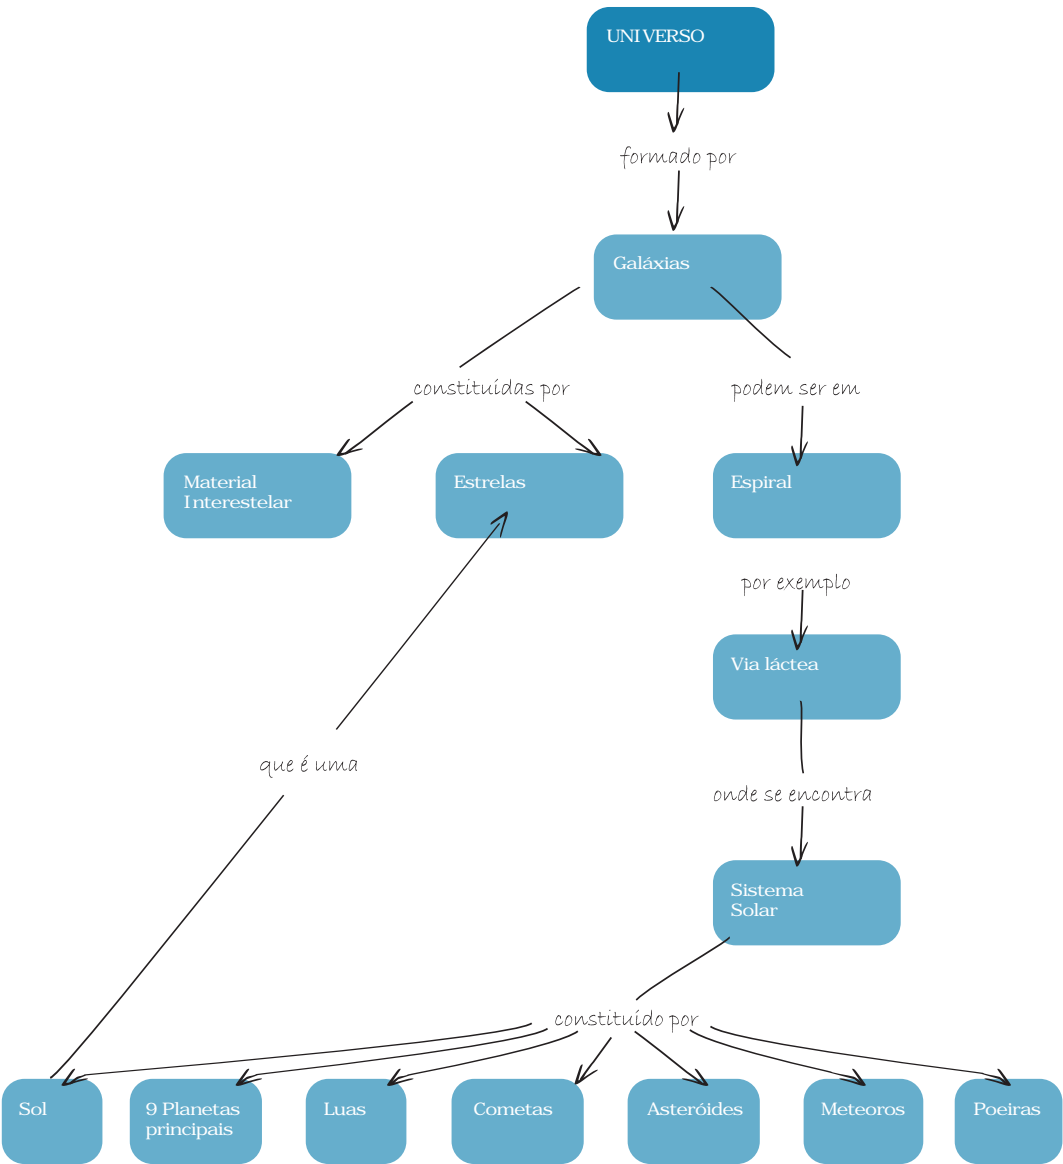 UNIVERSO
formado por
Galáxias
constituídas por
podem ser em
Material
Interestelar
Estrelas
Espiral
por exemplo
Via láctea
que é uma
onde se encontra
Sistema
Solar
constituído por
Sol
9 Planetas
principais
Luas
Cometas
Asteróides
Meteoros
Poeiras